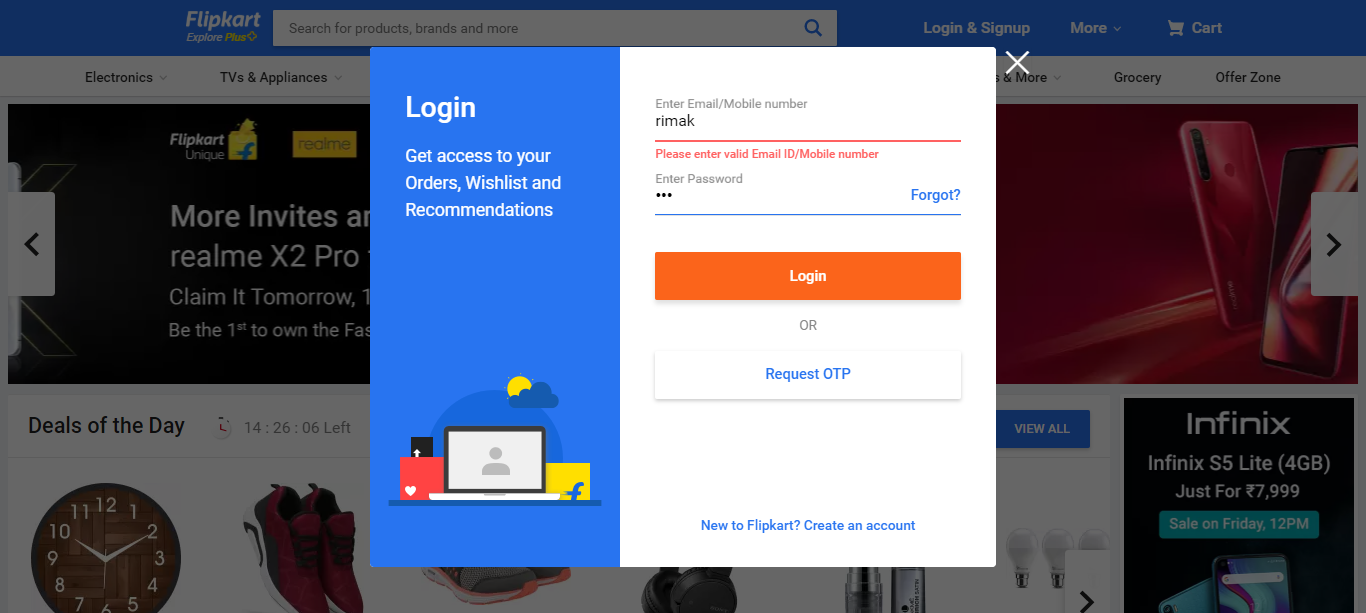 Flipkart
Explore Plus
Search for products, brands and more
Login & Signup
More
Cart
Electronics
TVs & Appliances
s & More
Grocery
Offer Zone
Login
Get access to your
Orders, Wishlist and
Recommendations
Enter Email/Mobile number
rimak
Please enter valid Email ID/Mobile number
Enter Password
•••
Forgot?
Login
OR
Request OTP
New to Flipkart? Create an account
Flipkart
Unique
realme
More Invites
realme X2 Pro
Claim It Tomorrow, 1
Be the 1st to own the Fas
Deals of the Day
14 : 26 : 06 Left
VIEW ALL
11 12 1
10 2
9 3
8 4
7 6 5
realme
Infinix
Infinix S5 Lite (4GB)
Just For ₹7,999
Sale on Friday, 12PM